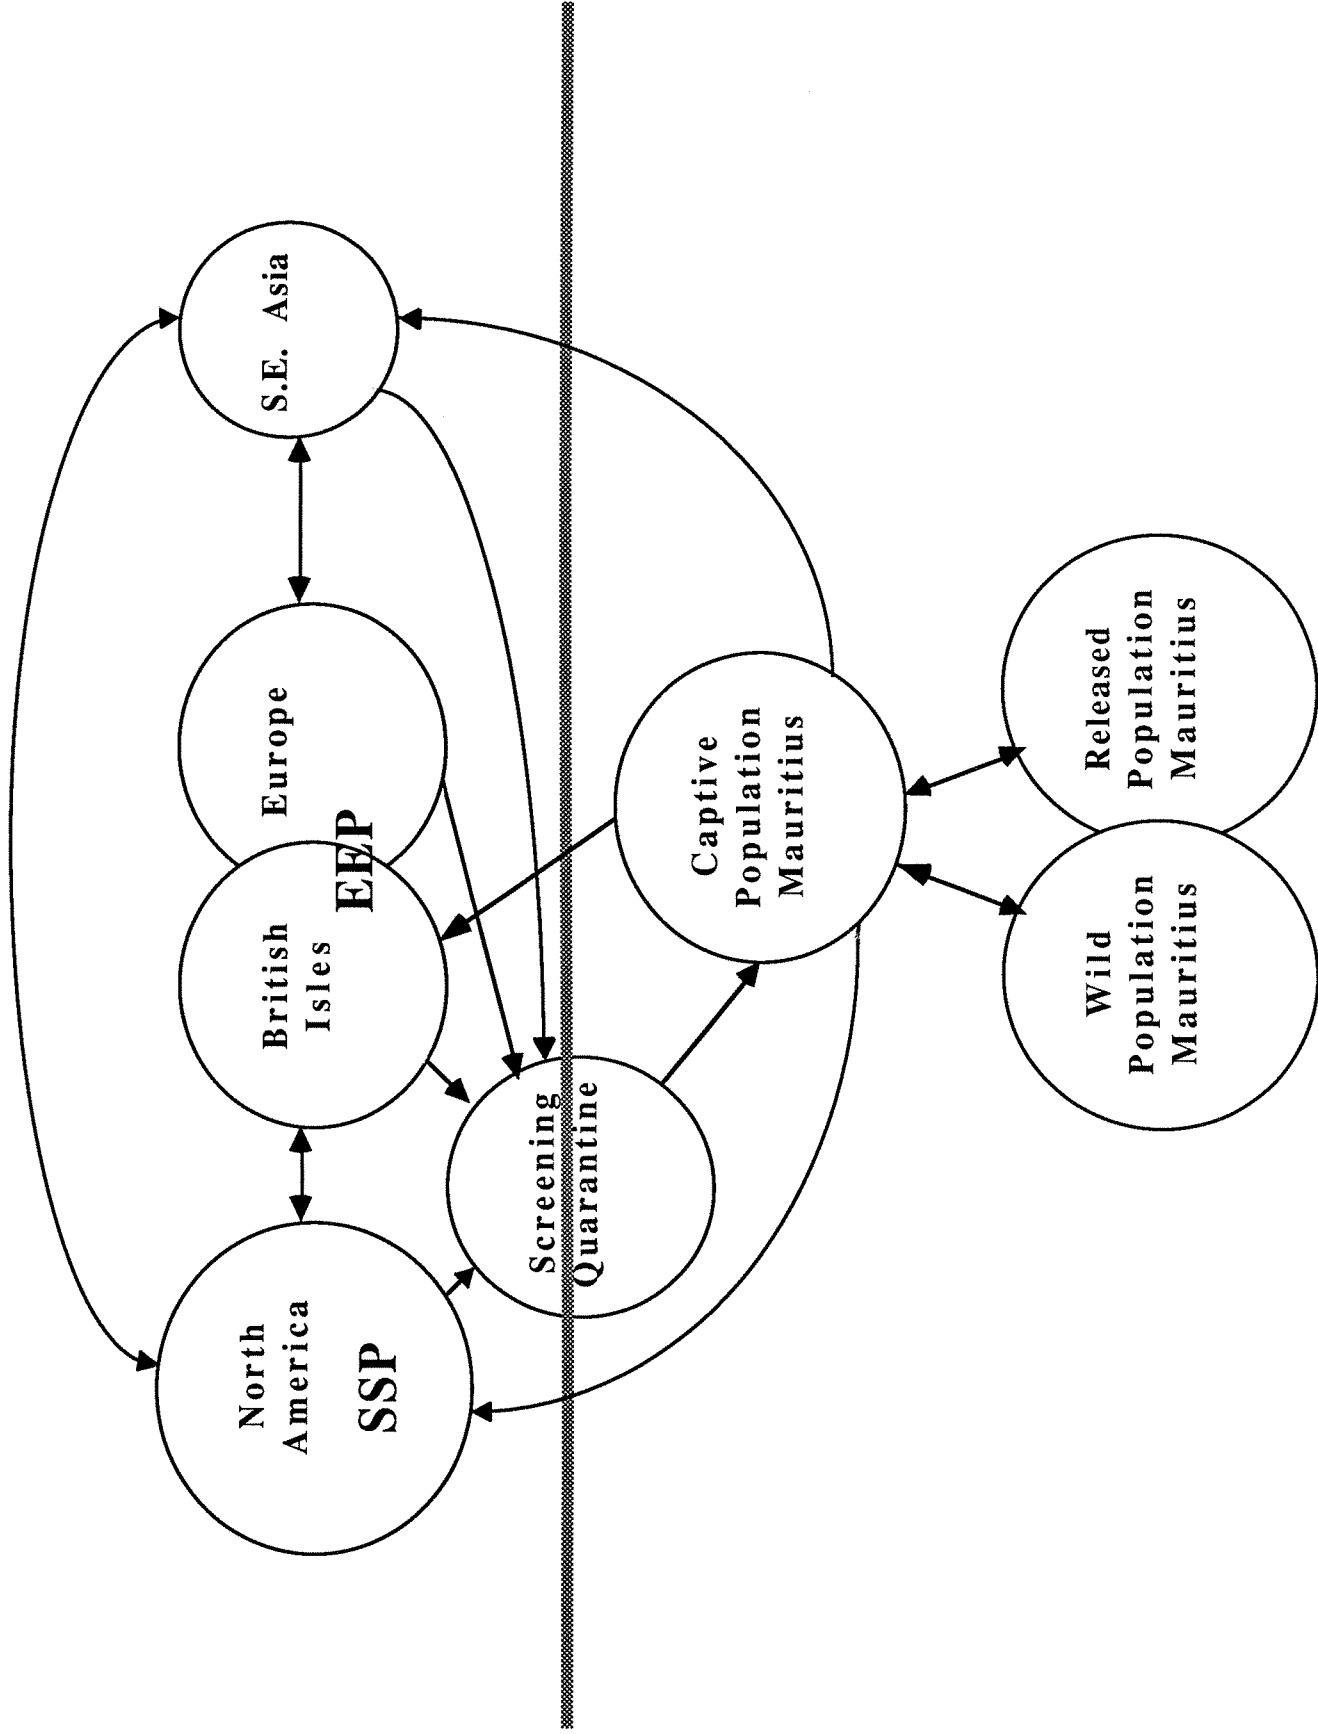 North
America
SSP
British
Isles
EEP
Europe
S.E. Asia
Screening
Quarantine
Captive
Population
Mauritius
Wild
Population
Mauritius
Released
Population
Mauritius